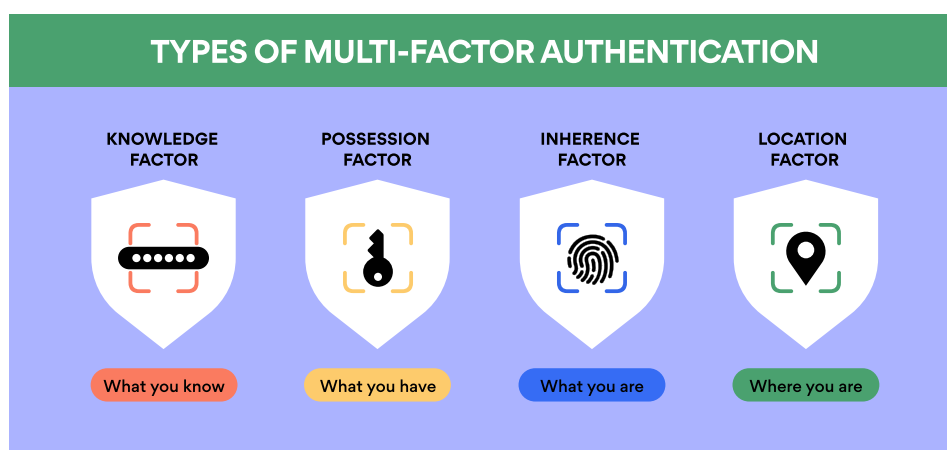 TYPES OF MULTI-FACTOR AUTHENTICATION
KNOWLEDGE
FACTOR
POSSESSION
FACTOR
INHERENCE
FACTOR
LOCATION
FACTOR
What you know
What you have
What you are
Where you are